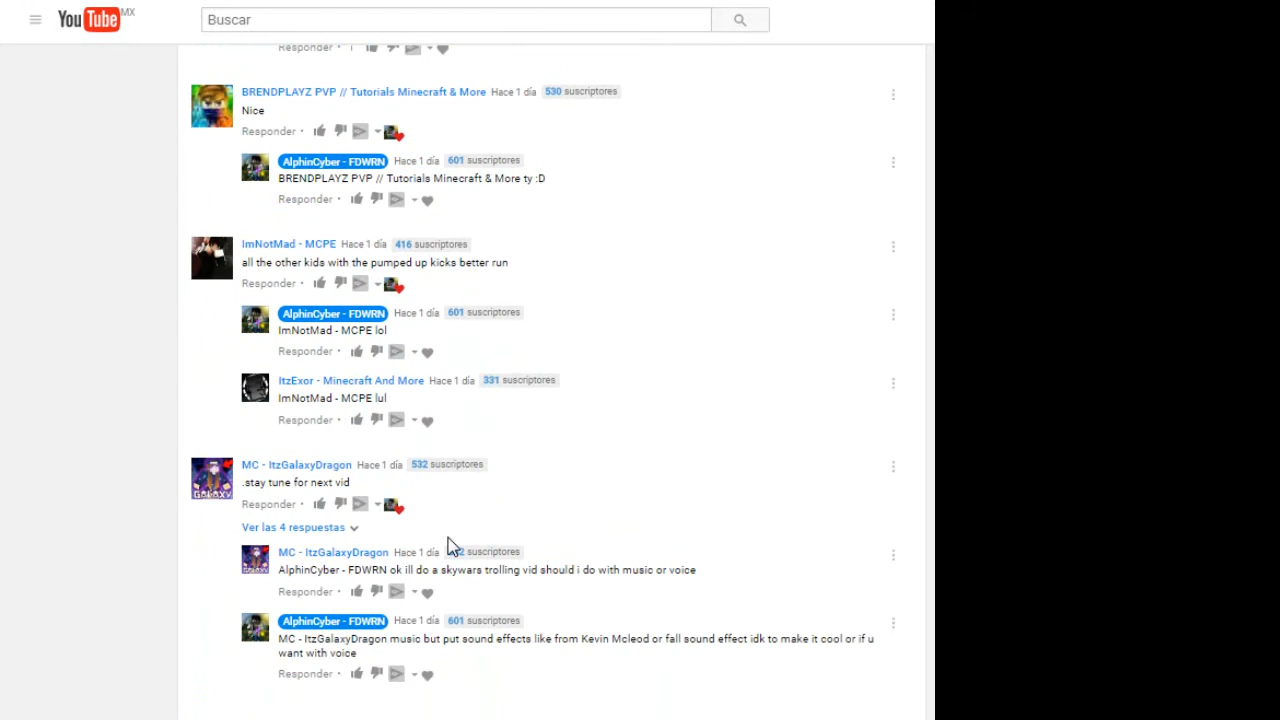 YouTube MX
Buscar
Responder •
BRENDPLAYZ PVP // Tutorials Minecraft & More Hace 1 día 530 suscriptores
Nice
Responder •
AlphinCyber - FDWRN Hace 1 día 601 suscriptores
BRENDPLAYZ PVP // Tutorials Minecraft & More ty :D
Responder •
ImNotMad - MCPE Hace 1 día 416 suscriptores
all the other kids with the pumped up kicks better run
Responder •
AlphinCyber - FDWRN Hace 1 día 601 suscriptores
ImNotMad - MCPE lol
Responder •
ItzExor - Minecraft And More Hace 1 día 331 suscriptores
ImNotMad - MCPE lul
Responder •
MC - ItzGalaxyDragon Hace 1 día 532 suscriptores
.stay tune for next vid
Galaxy
Responder •
Ver las 4 respuestas
MC - ItzGalaxyDragon Hace 1 día suscriptores
AlphinCyber - FDWRN ok ill do a skywars trolling vid should i do with music or voice
Responder •
AlphinCyber - FDWRN Hace 1 día 601 suscriptores
MC - ItzGalaxyDragon music but put sound effects like from Kevin Mcleod or fall sound effect idk to make it cool or if u
want with voice
Responder •